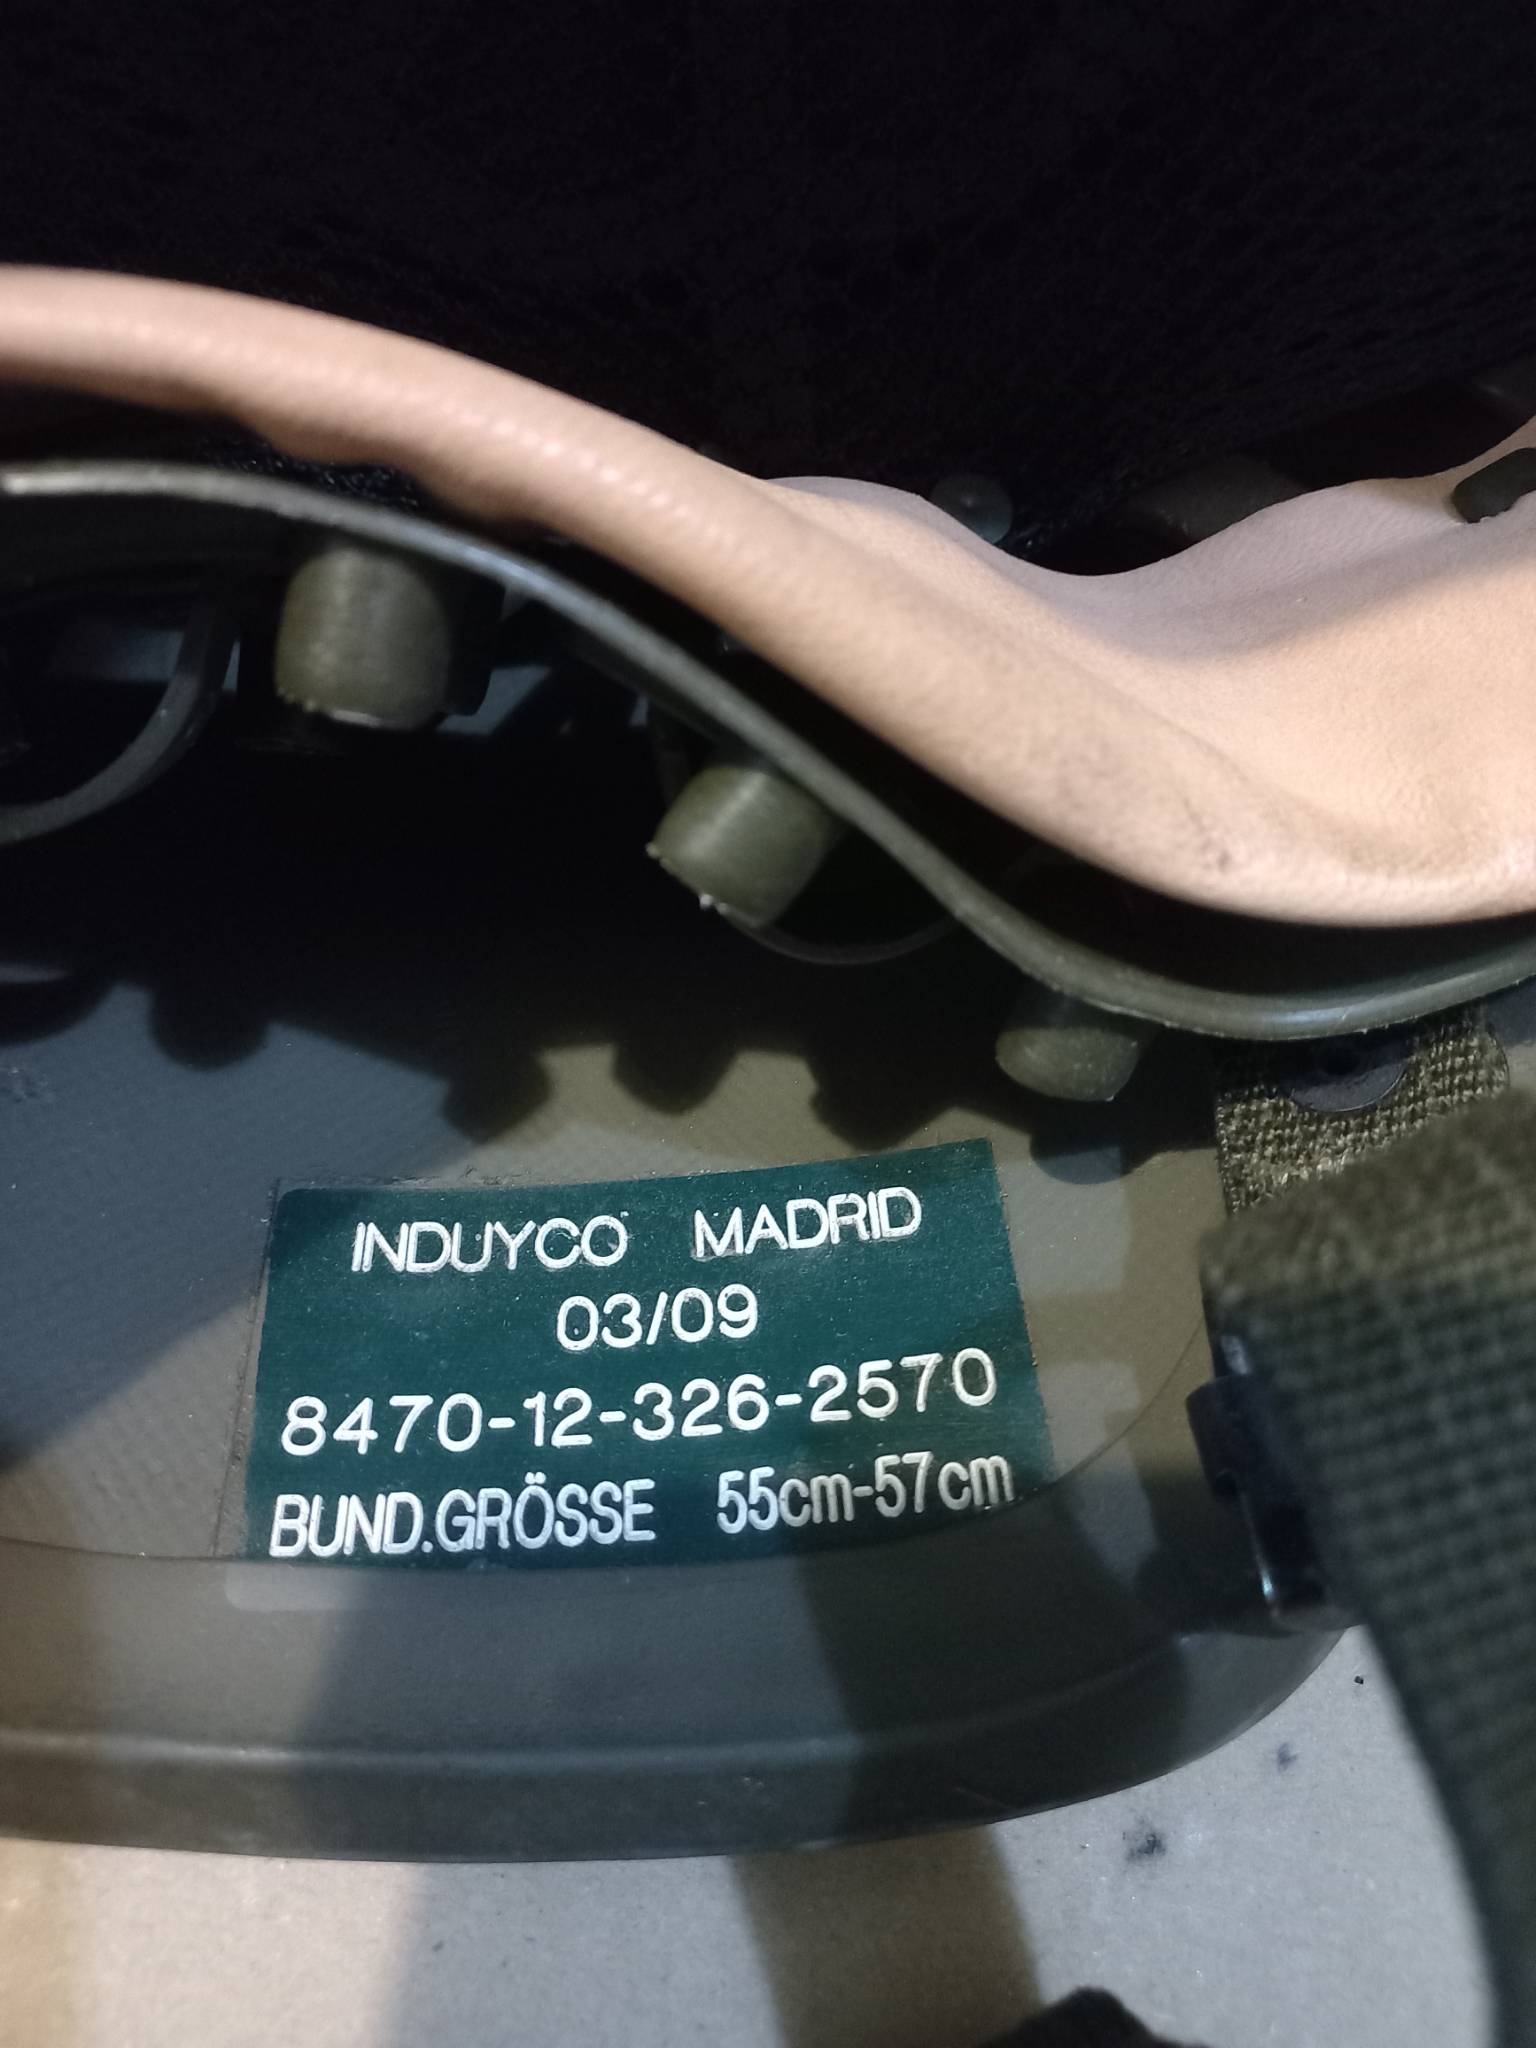 INDUYCO MADRID
03/09
8470-12-326-2570
BUND.GRÖSSE 55cm-57cm